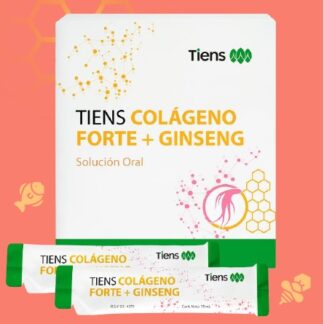 Tiens
TIENS COLÁGENO
FORTE + GINSENG
Solución Oral
TIENS COLÁGENO
FORTE + GINSENG
Tiens
TIENS COLÁGENO
FORTE + GINSENG
Tiens